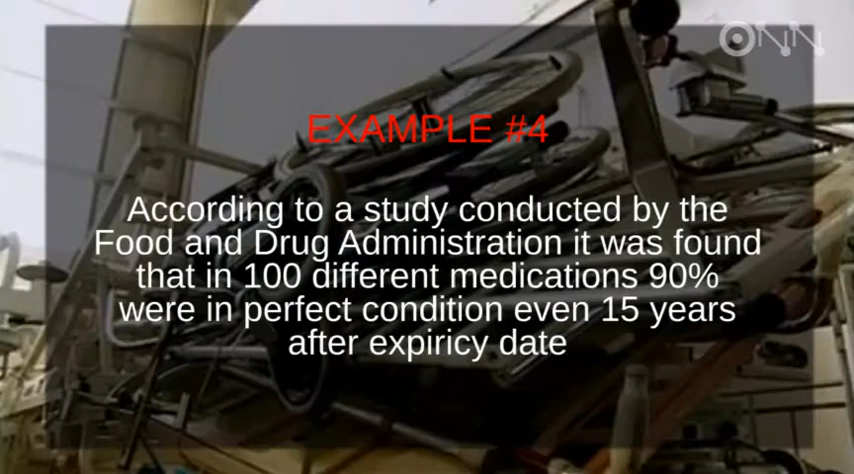 ONN
EXAMPLE #4
According to a study conducted by the
Food and Drug Administration it was found
that in 100 different medications 90%
were in perfect condition even 15 years
after expiricy date